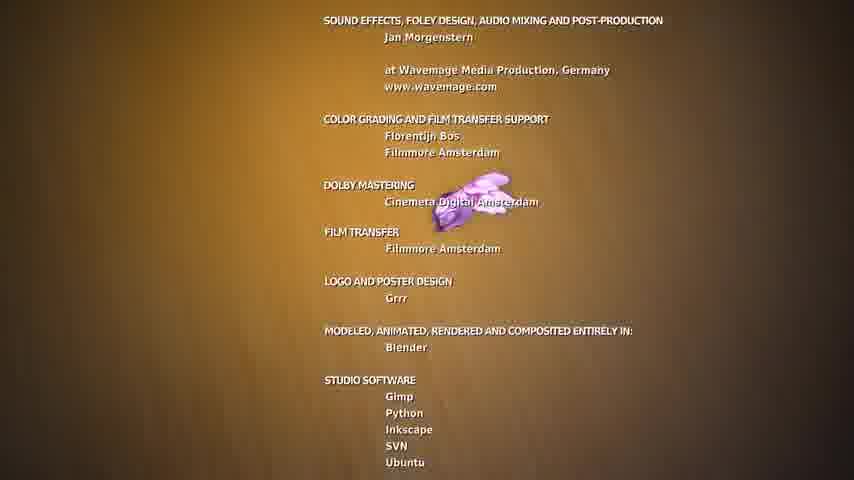 SOUND EFFECTS, FOLEY DESIGN, AUDIO MIXING AND POST-PRODUCTION
Jan Morgenstern
at Wavemage Media Production, Germany
www.wavemage.com
COLOR GRADING AND FILM TRANSFER SUPPORT
Florentijn Bos
Filmmore Amsterdam
DOLBY MASTERING
Cinemeta Digital Amsterdam
FILM TRANSFER
Filmmore Amsterdam
LOGO AND POSTER DESIGN
Grrr
MODELED, ANIMATED, RENDERED AND COMPOSITED ENTIRELY IN:
Blender
STUDIO SOFTWARE
Gimp
Python
Inkscape
SVN
Ubuntu